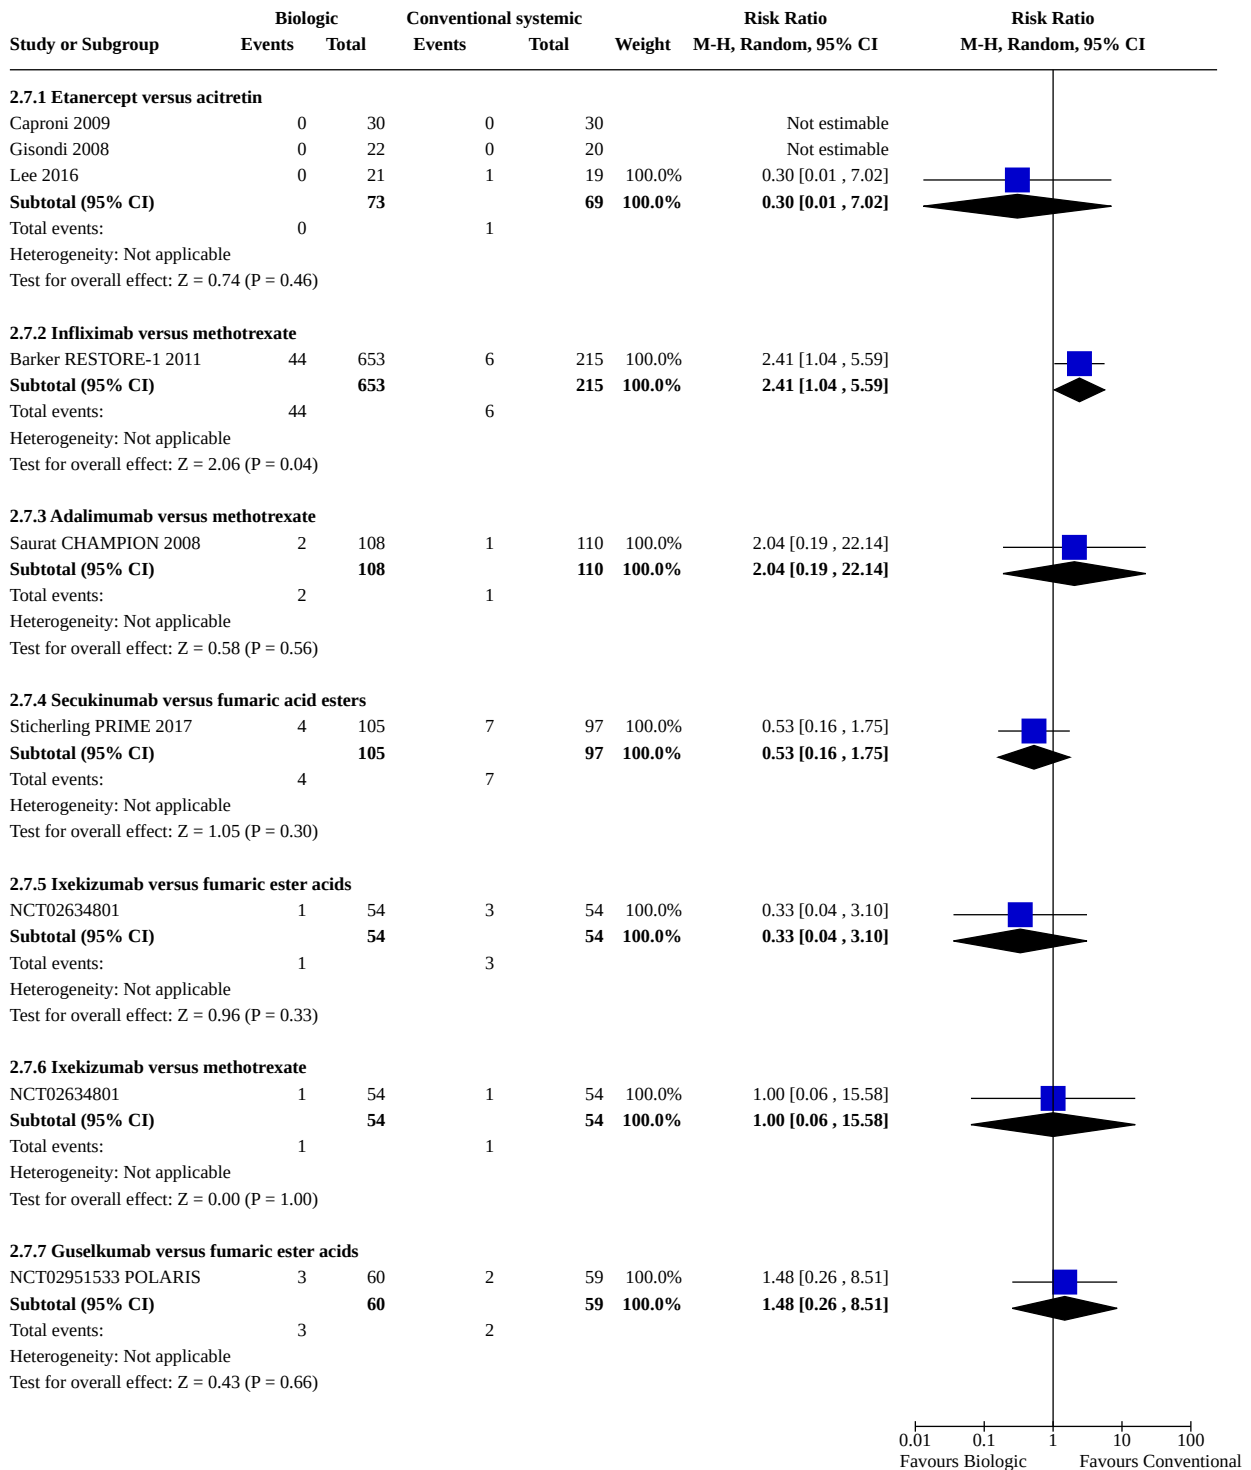 Biologic Conventional systemic Risk Ratio Risk Ratio
Study or Subgroup Events Total Events Total Weight M-H, Random, 95% CI M-H, Random, 95% CI
2.7.1 Etanercept versus acitretin
Caproni 2009 0 30 0 30 Not estimable
Gisondi 2008 0 22 0 20 Not estimable
Lee 2016 0 21 1 19 100.0% 0.30 [0.01 , 7.02]
Subtotal (95% CI) 73 69 100.0% 0.30 [0.01 , 7.02]
Total events: 0 1
Heterogeneity: Not applicable
Test for overall effect: Z = 0.74 (P = 0.46)
2.7.2 Infliximab versus methotrexate
Barker RESTORE-1 2011 44 653 6 215 100.0% 2.41 [1.04 , 5.59]
Subtotal (95% CI) 653 215 100.0% 2.41 [1.04 , 5.59]
Total events: 44 6
Heterogeneity: Not applicable
Test for overall effect: Z = 2.06 (P = 0.04)
2.7.3 Adalimumab versus methotrexate
Saurat CHAMPION 2008 2 108 1 110 100.0% 2.04 [0.19 , 22.14]
Subtotal (95% CI) 108 110 100.0% 2.04 [0.19 , 22.14]
Total events: 2 1
Heterogeneity: Not applicable
Test for overall effect: Z = 0.58 (P = 0.56)
2.7.4 Secukinumab versus fumaric acid esters
Sticherling PRIME 2017 4 105 7 97 100.0% 0.53 [0.16 , 1.75]
Subtotal (95% CI) 105 97 100.0% 0.53 [0.16 , 1.75]
Total events: 4 7
Heterogeneity: Not applicable
Test for overall effect: Z = 1.05 (P = 0.30)
2.7.5 Ixekizumab versus fumaric ester acids
NCT02634801 1 54 3 54 100.0% 0.33 [0.04 , 3.10]
Subtotal (95% CI) 54 54 100.0% 0.33 [0.04 , 3.10]
Total events: 1 3
Heterogeneity: Not applicable
Test for overall effect: Z = 0.96 (P = 0.33)
2.7.6 Ixekizumab versus methotrexate
NCT02634801 1 54 1 54 100.0% 1.00 [0.06 , 15.58]
Subtotal (95% CI) 54 54 100.0% 1.00 [0.06 , 15.58]
Total events: 1 1
Heterogeneity: Not applicable
Test for overall effect: Z = 0.00 (P = 1.00)
2.7.7 Guselkumab versus fumaric ester acids
NCT02951533 POLARIS 3 60 2 59 100.0% 1.48 [0.26 , 8.51]
Subtotal (95% CI) 60 59 100.0% 1.48 [0.26 , 8.51]
Total events: 3 2
Heterogeneity: Not applicable
Test for overall effect: Z = 0.43 (P = 0.66)
0.01 0.1 1 10 100
Favours Biologic Favours Conventional